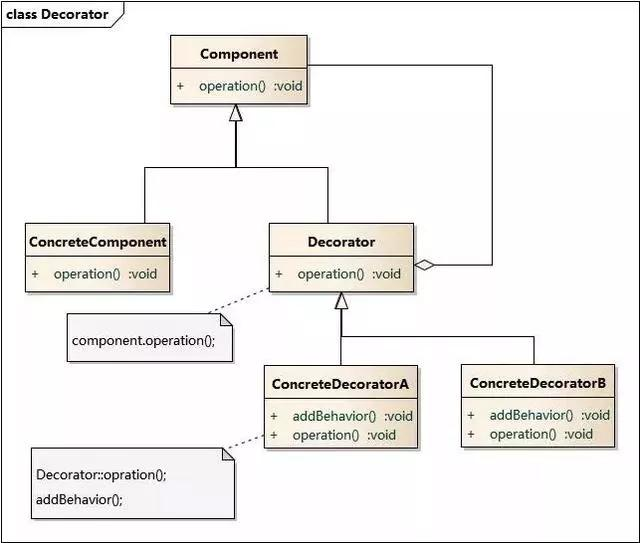 class Decorator
Component
+ operation() :void
ConcreteComponent
+ operation() :void
Decorator
+ operation() :void
component.operation();
ConcreteDecoratorA
+ addBehavior() :void
+ operation() :void
ConcreteDecoratorB
+ addBehavior() :void
+ operation() :void
Decorator::opration();
addBehavior();